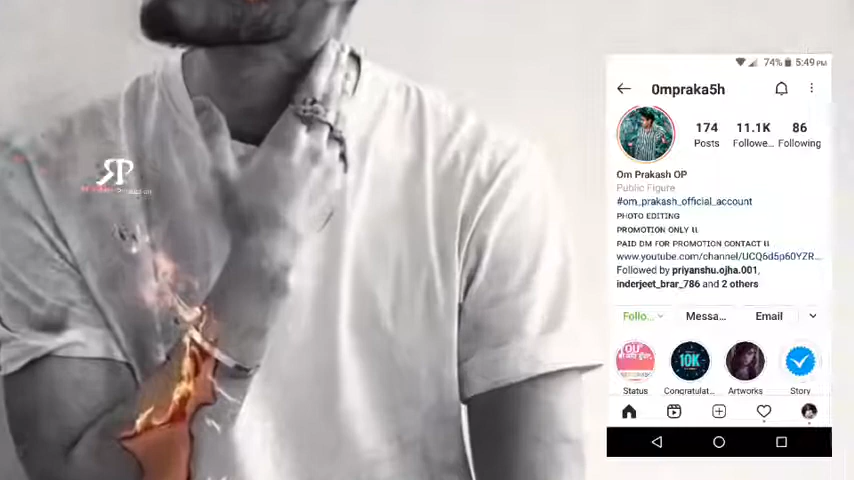 RP
74% 5:49 PM
0mpraka5h
174 11.1K 86
Posts Followe... Following
Om Prakash OP
Public Figure
#om_prakash_official_account
PHOTO EDITING
PROMOTION ONLY
PAID DM FOR PROMOTION CONTACT
www.youtube.com/channel/UCQ6d5p60YZR...
Followed by priyanshu.ojha.001,
inderjeet_brar_786 and 2 others
Follo... Messa... Email
10K
Status Congratulat... Artworks Story